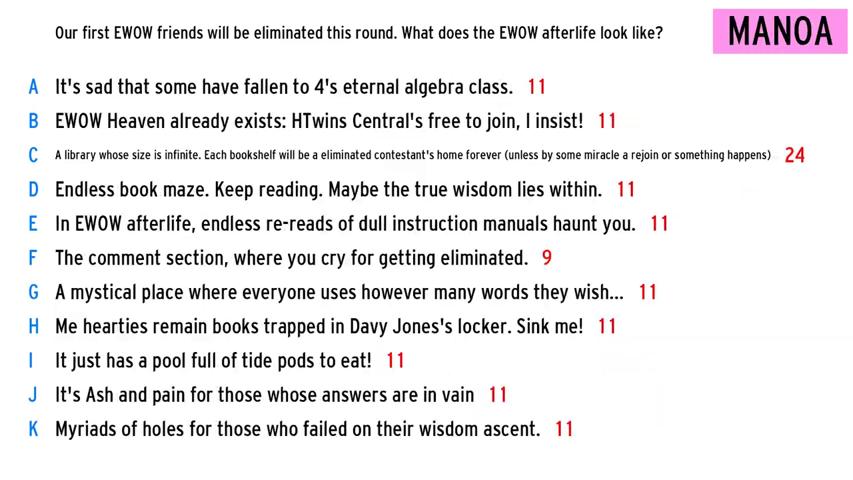 Our first EWOW friends will be eliminated this round. What does the EWOW afterlife look like?
MANOA
A It's sad that some have fallen to 4's eternal algebra class. 11
B EWOW Heaven already exists: HTwins Central's free to join, I insist! 11
C A library whose size is infinite. Each bookshelf will be a eliminated contestant's home forever (unless by some miracle a rejoin or something happens) 24
D Endless book maze. Keep reading. Maybe the true wisdom lies within. 11
E In EWOW afterlife, endless re-reads of dull instruction manuals haunt you. 11
F The comment section, where you cry for getting eliminated. 9
G A mystical place where everyone uses however many words they wish... 11
H Me hearties remain books trapped in Davy Jones's locker. Sink me! 11
I It just has a pool full of tide pods to eat! 11
J It's Ash and pain for those whose answers are in vain 11
K Myriads of holes for those who failed on their wisdom ascent. 11